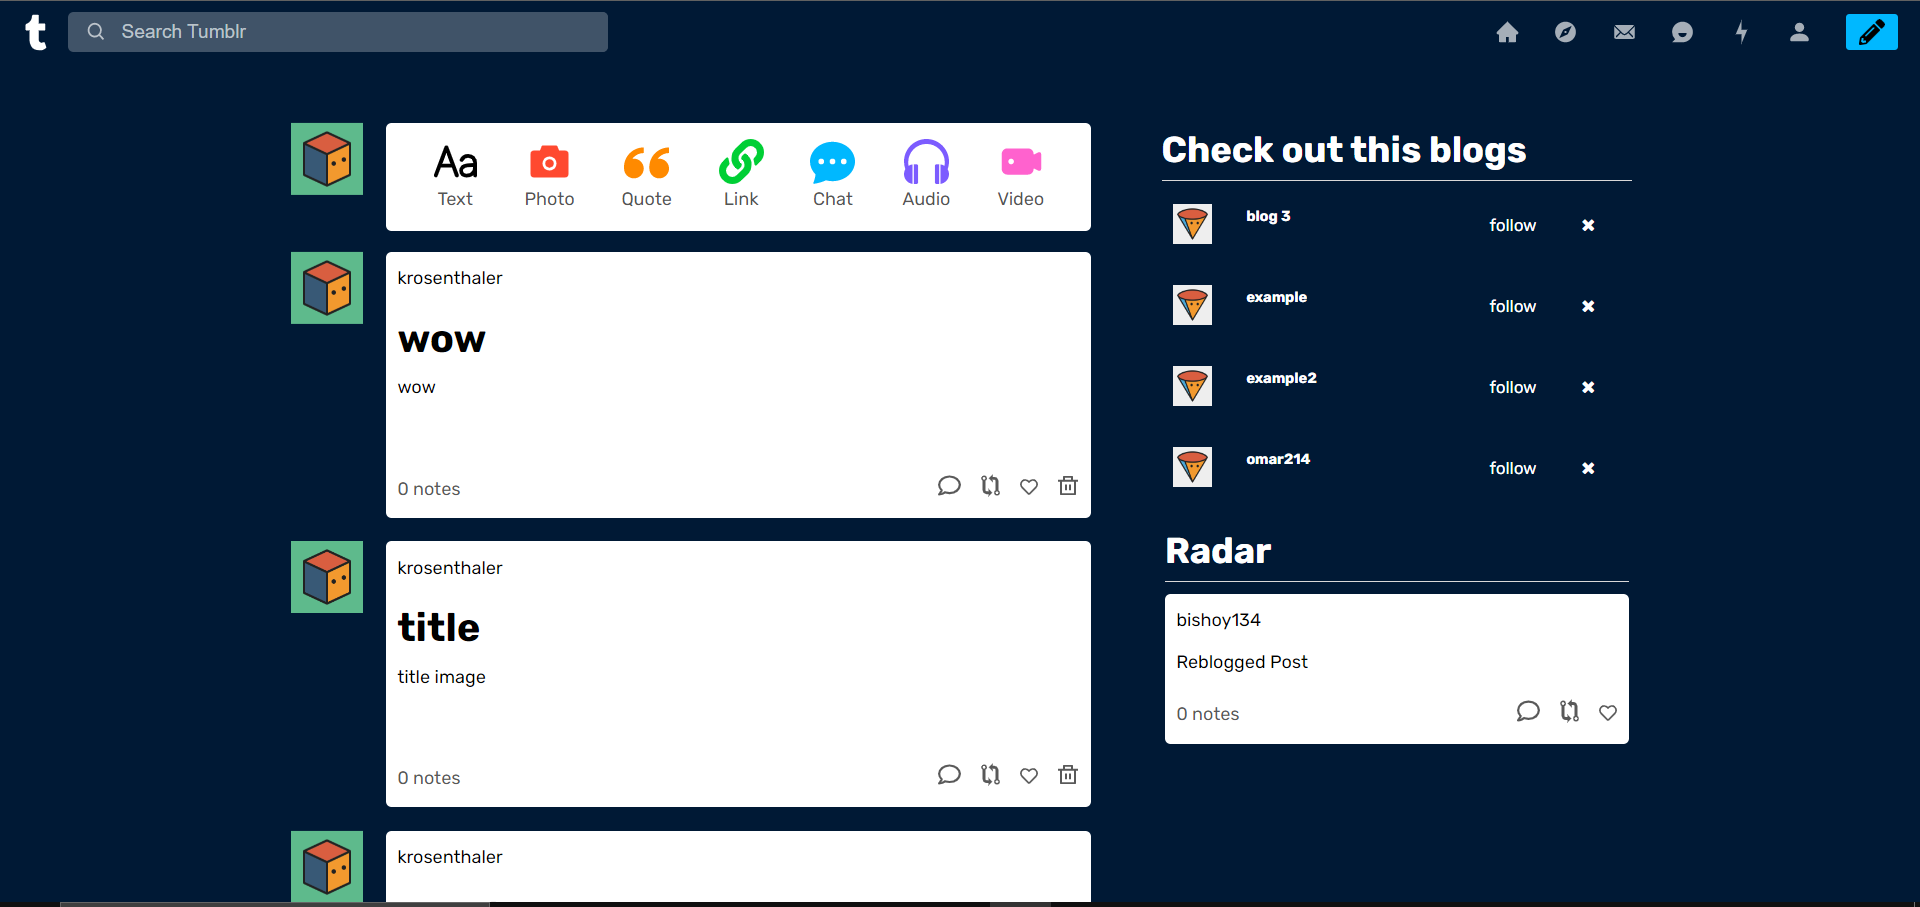 t
Search Tumblr
Aa
Text
Photo
Quote
Link
Chat
Audio
Video
krosenthaler
wow
wow
0 notes
krosenthaler
title
title image
0 notes
krosenthaler
Check out this blogs
blog 3
follow
example
follow
example2
follow
omar214
follow
Radar
bishoy134
Reblogged Post
0 notes